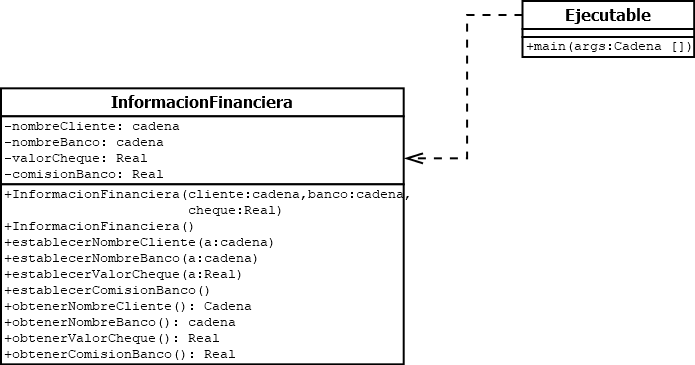 Ejecutable
+main(args:Cadena [])
InformacionFinanciera
-nombreCliente: cadena
-nombreBanco: cadena
-valorCheque: Real
-comisionBanco: Real
+InformacionFinanciera(cliente:cadena,banco:cadena,
cheque:Real)
+InformacionFinanciera()
+establecerNombreCliente(a:cadena)
+establecerNombreBanco(a:cadena)
+establecerValorCheque(a:Real)
+establecerComisionBanco()
+obtenerNombreCliente(): Cadena
+obtenerNombreBanco(): cadena
+obtenerValorCheque(): Real
+obtenerComisionBanco(): Real